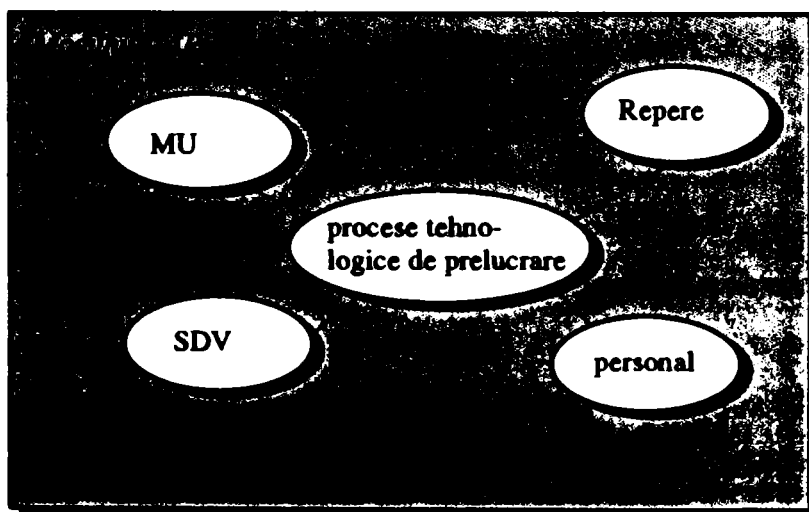 MU
Repere
procese tehno-
logice de prelucrare
SDV
personal